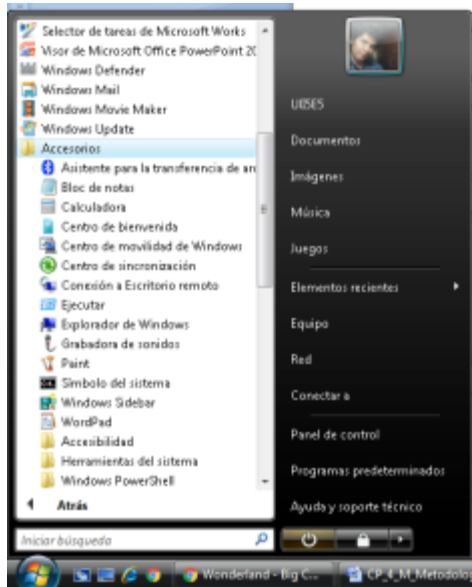 Selector de tareas de Microsoft Works
Visor de Microsoft Office PowerPoint 20
Windows Defender
Windows Mail
Windows Movie Maker
Windows Update
Accesorios
Asistente para la transferencia de arc
Bloc de notas
Calculadora
Centro de bienvenida
Centro de movilidad de Windows
Centro de sincronización
Conexión a Escritorio remoto
Ejecutar
Explorador de Windows
Grabadora de sonidos
Paint
Símbolo del sistema
Windows Sidebar
WordPad
Accesibilidad
Herramientas del sistema
Windows PowerShell
Atrás
Iniciar búsqueda
Documentos
Imágenes
Música
Juegos
Elementos recientes
Equipo
Red
Conectar a
Panel de control
Programas predeterminados
Ayuda y soporte técnico
Wonderland - Big C...
CP_4_M_Metodolo